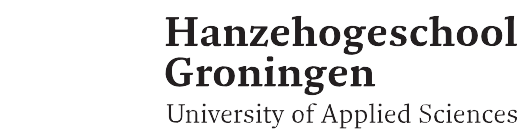 Hanzehogeschool
Groningen
University of Applied Sciences